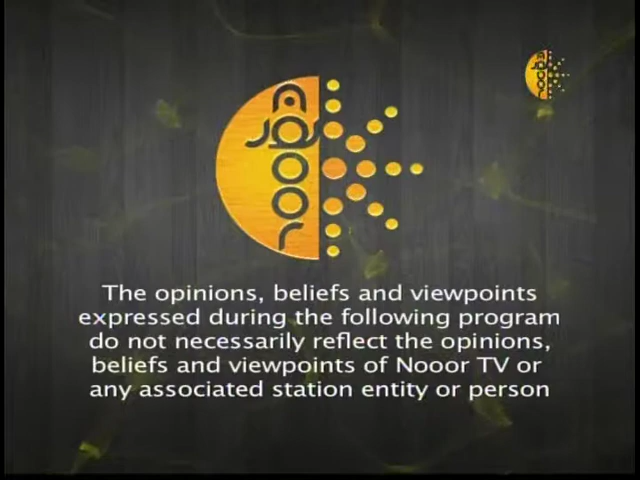 The opinions, beliefs and viewpoints
expressed during the following program
do not necessarily reflect the opinions,
beliefs and viewpoints of Nooor TV or
any associated station entity or person